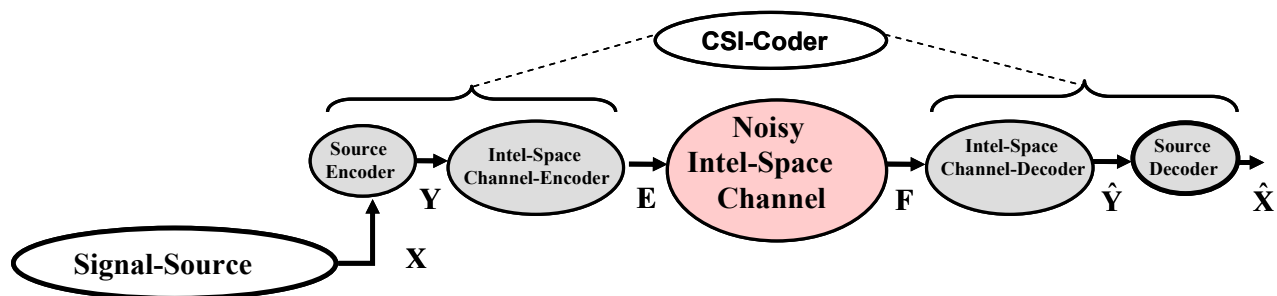 CSI-Coder
Source
Encoder
Intel-Space
Channel-Encoder
Noisy
Intel-Space
Channel
Intel-Space
Channel-Decoder
Source
Decoder
Y
E
F
Ŷ
X̂
Signal-Source
X